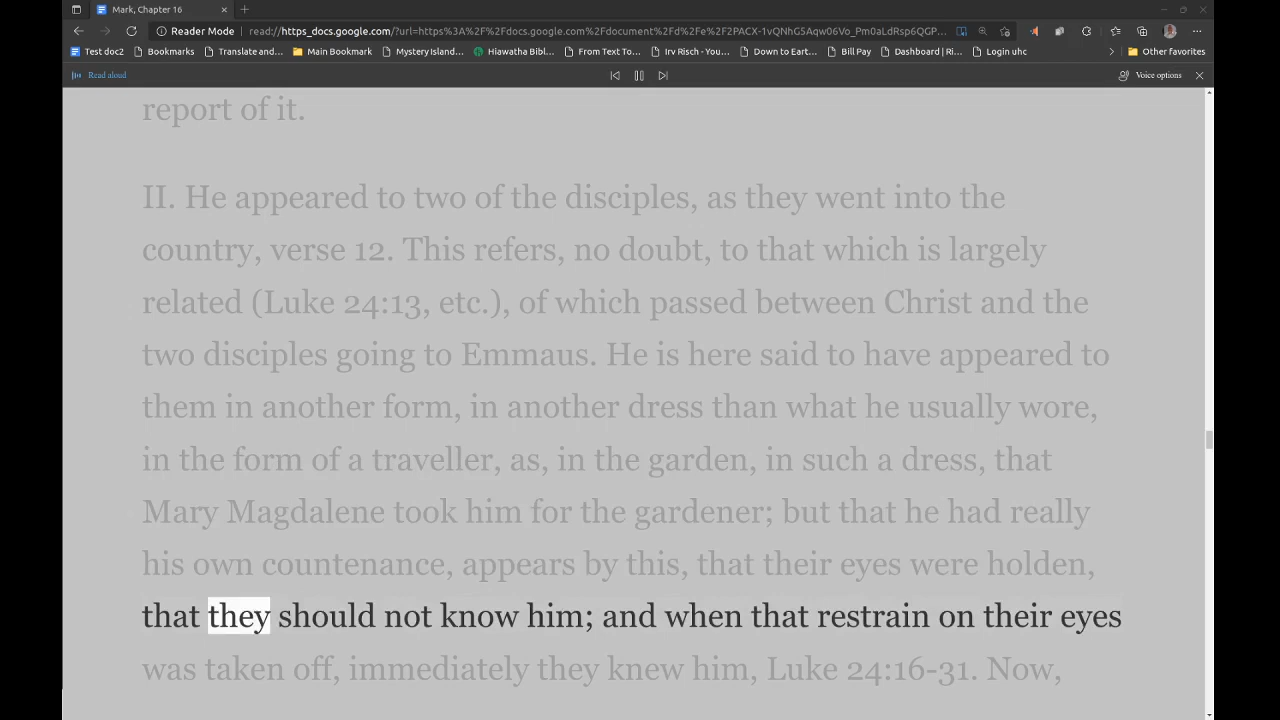 Mark, Chapter 16
Reader Mode
read://https_docs.google.com/?url=https%3A%2F%2Fdocs.google.com%2Fdocument%2Fd%2Fe%2F2PACX-1vQNhG5Aqw06Vo_Pm0aLdRsp6QGP...
Test doc2 Bookmarks Translate and... Main Bookmark Mystery Island... Hiawatha Bibl... From Text To... Irv Risch - You... Down to Eart... Bill Pay Dashboard | Ri... Login uhc Other favorites
Read aloud Voice options
report of it.
II. He appeared to two of the disciples, as they went into the
country, verse 12. This refers, no doubt, to that which is largely
related (Luke 24:13, etc.), of which passed between Christ and the
two disciples going to Emmaus. He is here said to have appeared to
them in another form, in another dress than what he usually wore,
in the form of a traveller, as, in the garden, in such a dress, that
Mary Magdalene took him for the gardener; but that he had really
his own countenance, appears by this, that their eyes were holden,
that they should not know him; and when that restrain on their eyes
was taken off, immediately they knew him, Luke 24:16-31. Now,